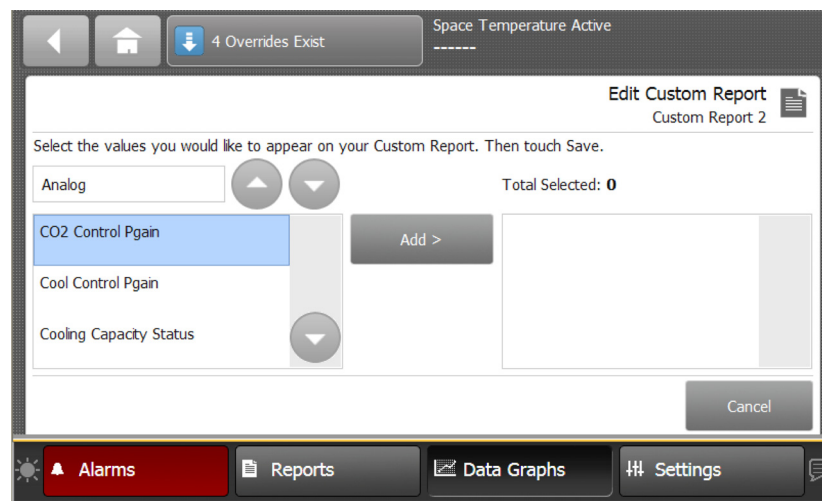 4 Overrides Exist
Space Temperature Active
------
Edit Custom Report
Custom Report 2
Select the values you would like to appear on your Custom Report. Then touch Save.
Analog
Total Selected: 0
CO2 Control Pgain
Add >
Cool Control Pgain
Cooling Capacity Status
Cancel
Alarms
Reports
Data Graphs
Settings